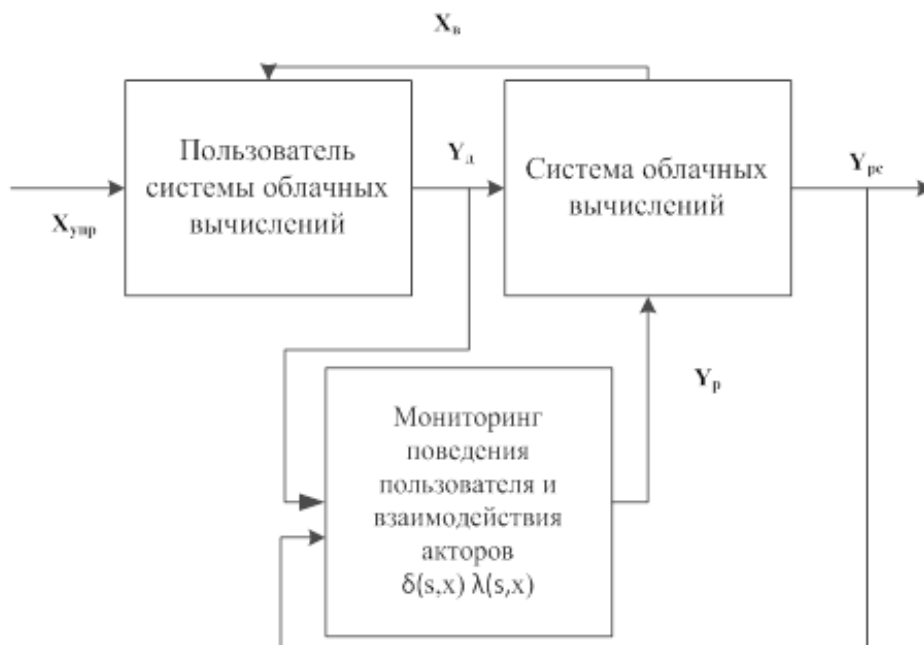 Xв
Пользователь
системы облачных
вычислений
Yд
Система облачных
вычислений
Yрс
Xупр
Yр
Мониторинг
поведения
пользователя и
взаимодействия
акторов
δ(s,x) λ(s,x)